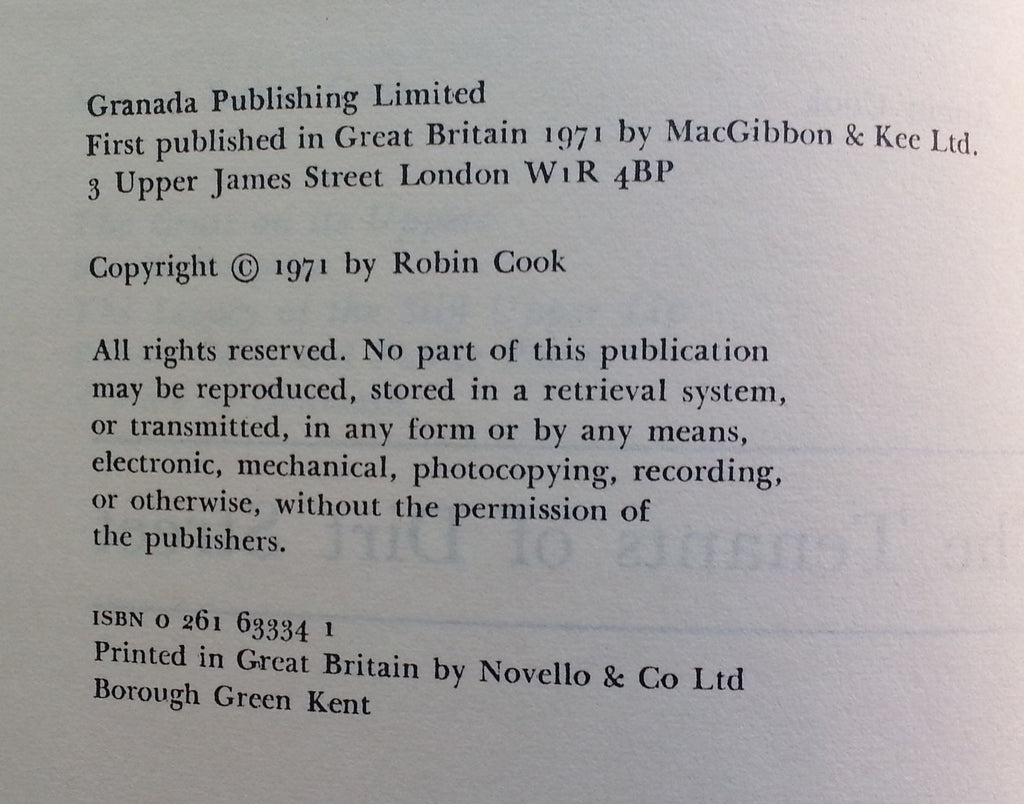 Granada Publishing Limited
First published in Great Britain 1971 by MacGibbon & Kee Ltd.
3 Upper James Street London W1R 4BP
Copyright © 1971 by Robin Cook
All rights reserved. No part of this publication
may be reproduced, stored in a retrieval system,
or transmitted, in any form or by any means,
electronic, mechanical, photocopying, recording,
or otherwise, without the permission of
the publishers.
ISBN 0 261 63334 1
Printed in Great Britain by Novello & Co Ltd
Borough Green Kent